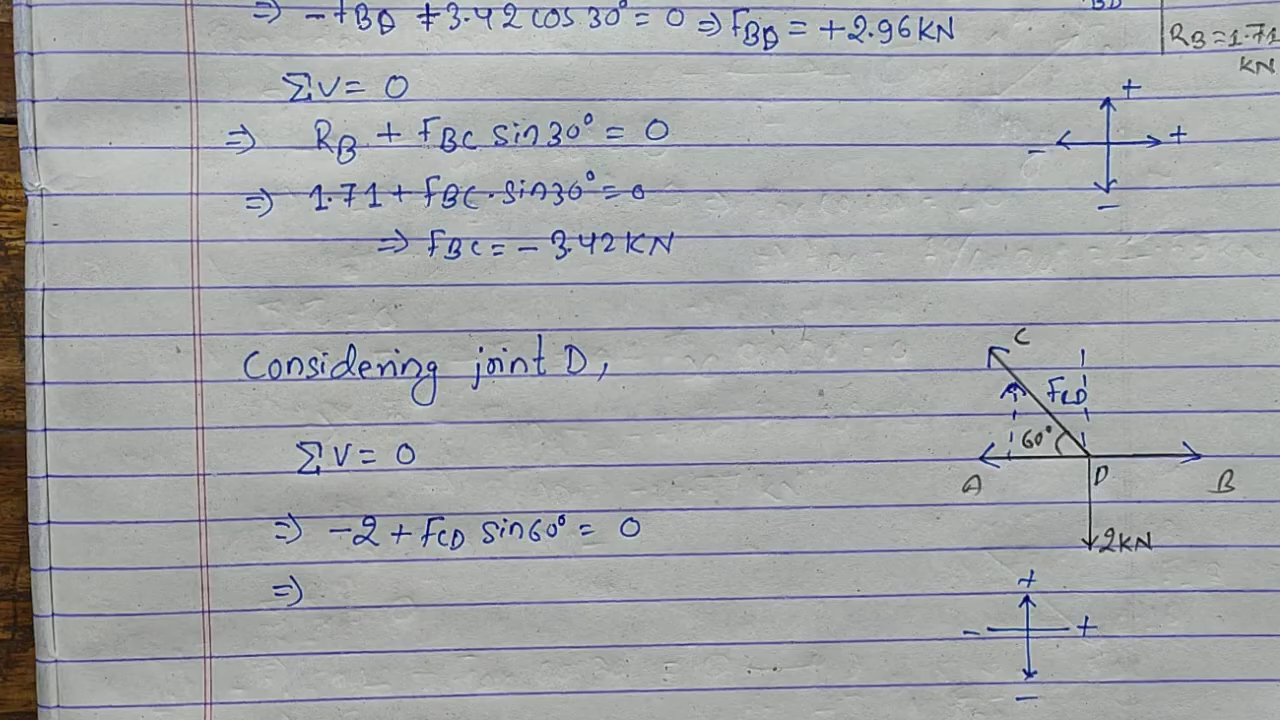 ⇒ -FBD +3.42 cos 30° = 0 ⇒ FBD = +2.96 KN
BD
RB = 1.71
KN
ΣV = 0
+
⇒ RB + FBC sin 30° = 0
- +
⇒ 1.71 + FBC . sin 30° = 0
-
⇒ FBC = - 3.42 KN
C
Considering joint D,
FCD
60°
ΣV = 0
A D B
⇒ -2 + FCD sin 60° = 0
2KN
⇒
+
- +
-